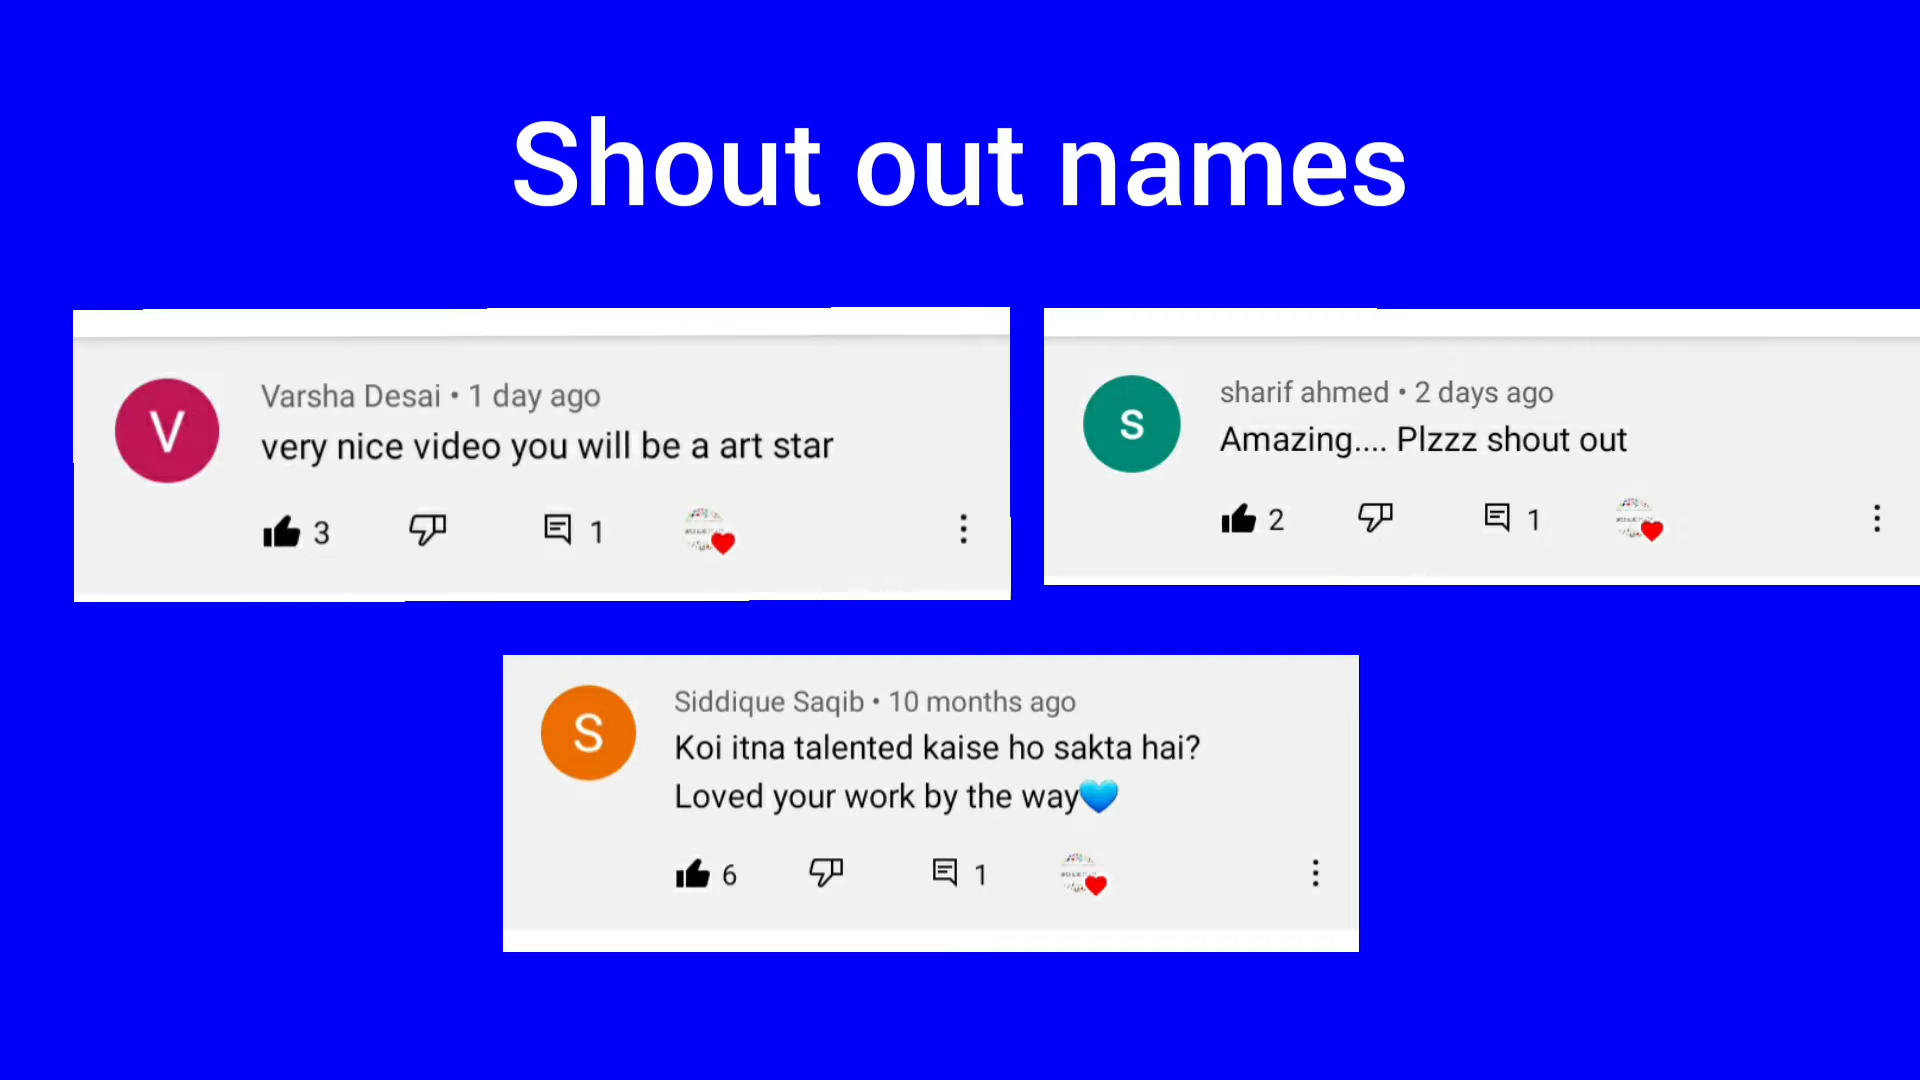 Shout out names
V
Varsha Desai • 1 day ago
very nice video you will be a art star
3
1
s
sharif ahmed • 2 days ago
Amazing.... Plzzz shout out
2
1
S
Siddique Saqib • 10 months ago
Koi itna talented kaise ho sakta hai?
Loved your work by the way💙
6
1